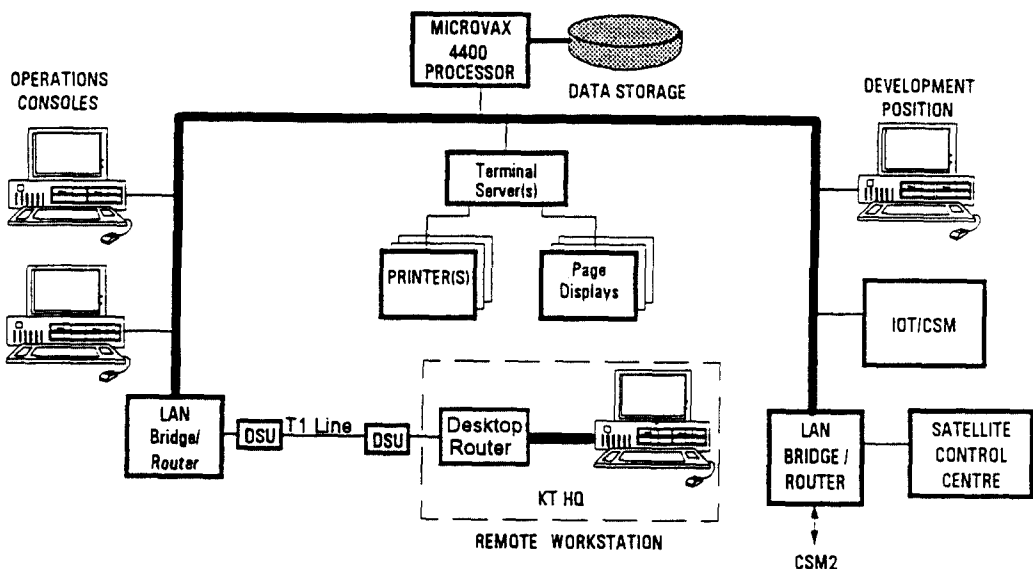 MICROVAX
4400
PROCESSOR
DATA STORAGE
OPERATIONS
CONSOLES
DEVELOPMENT
POSITION
Terminal
Server(s)
PRINTER(S)
Page
Displays
IOT/CSM
LAN
Bridge/
Router
DSU
T1 Line
DSU
Desktop
Router
KT HQ
REMOTE WORKSTATION
LAN
BRIDGE /
ROUTER
SATELLITE
CONTROL
CENTRE
CSM2